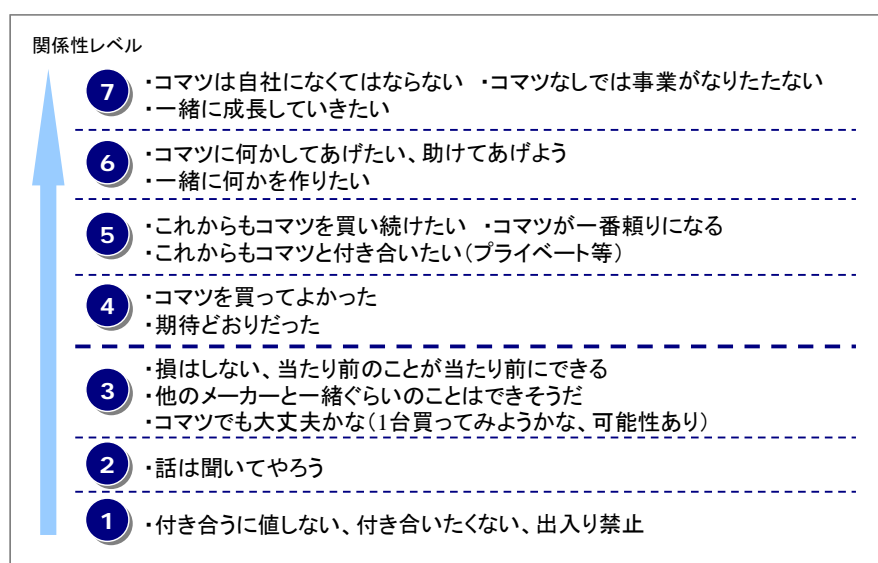 関係性レベル
7 ・コマツは自社になくてはならない ・コマツなしでは事業がなりたたない
・一緒に成長していきたい
6 ・コマツに何かしてあげたい、助けてあげよう
・一緒に何かを作りたい
5 ・これからもコマツを買い続けたい ・コマツが一番頼りになる
・これからもコマツと付き合いたい(プライベート等)
4 ・コマツを買ってよかった
・期待どおりだった
・損はしない、当たり前のことが当たり前にできる
3 ・他のメーカーと一緒ぐらいのことはできそうだ
・コマツでも大丈夫かな(1台買ってみようかな、可能性あり)
2 ・話は聞いてやろう
1 ・付き合うに値しない、付き合いたくない、出入り禁止